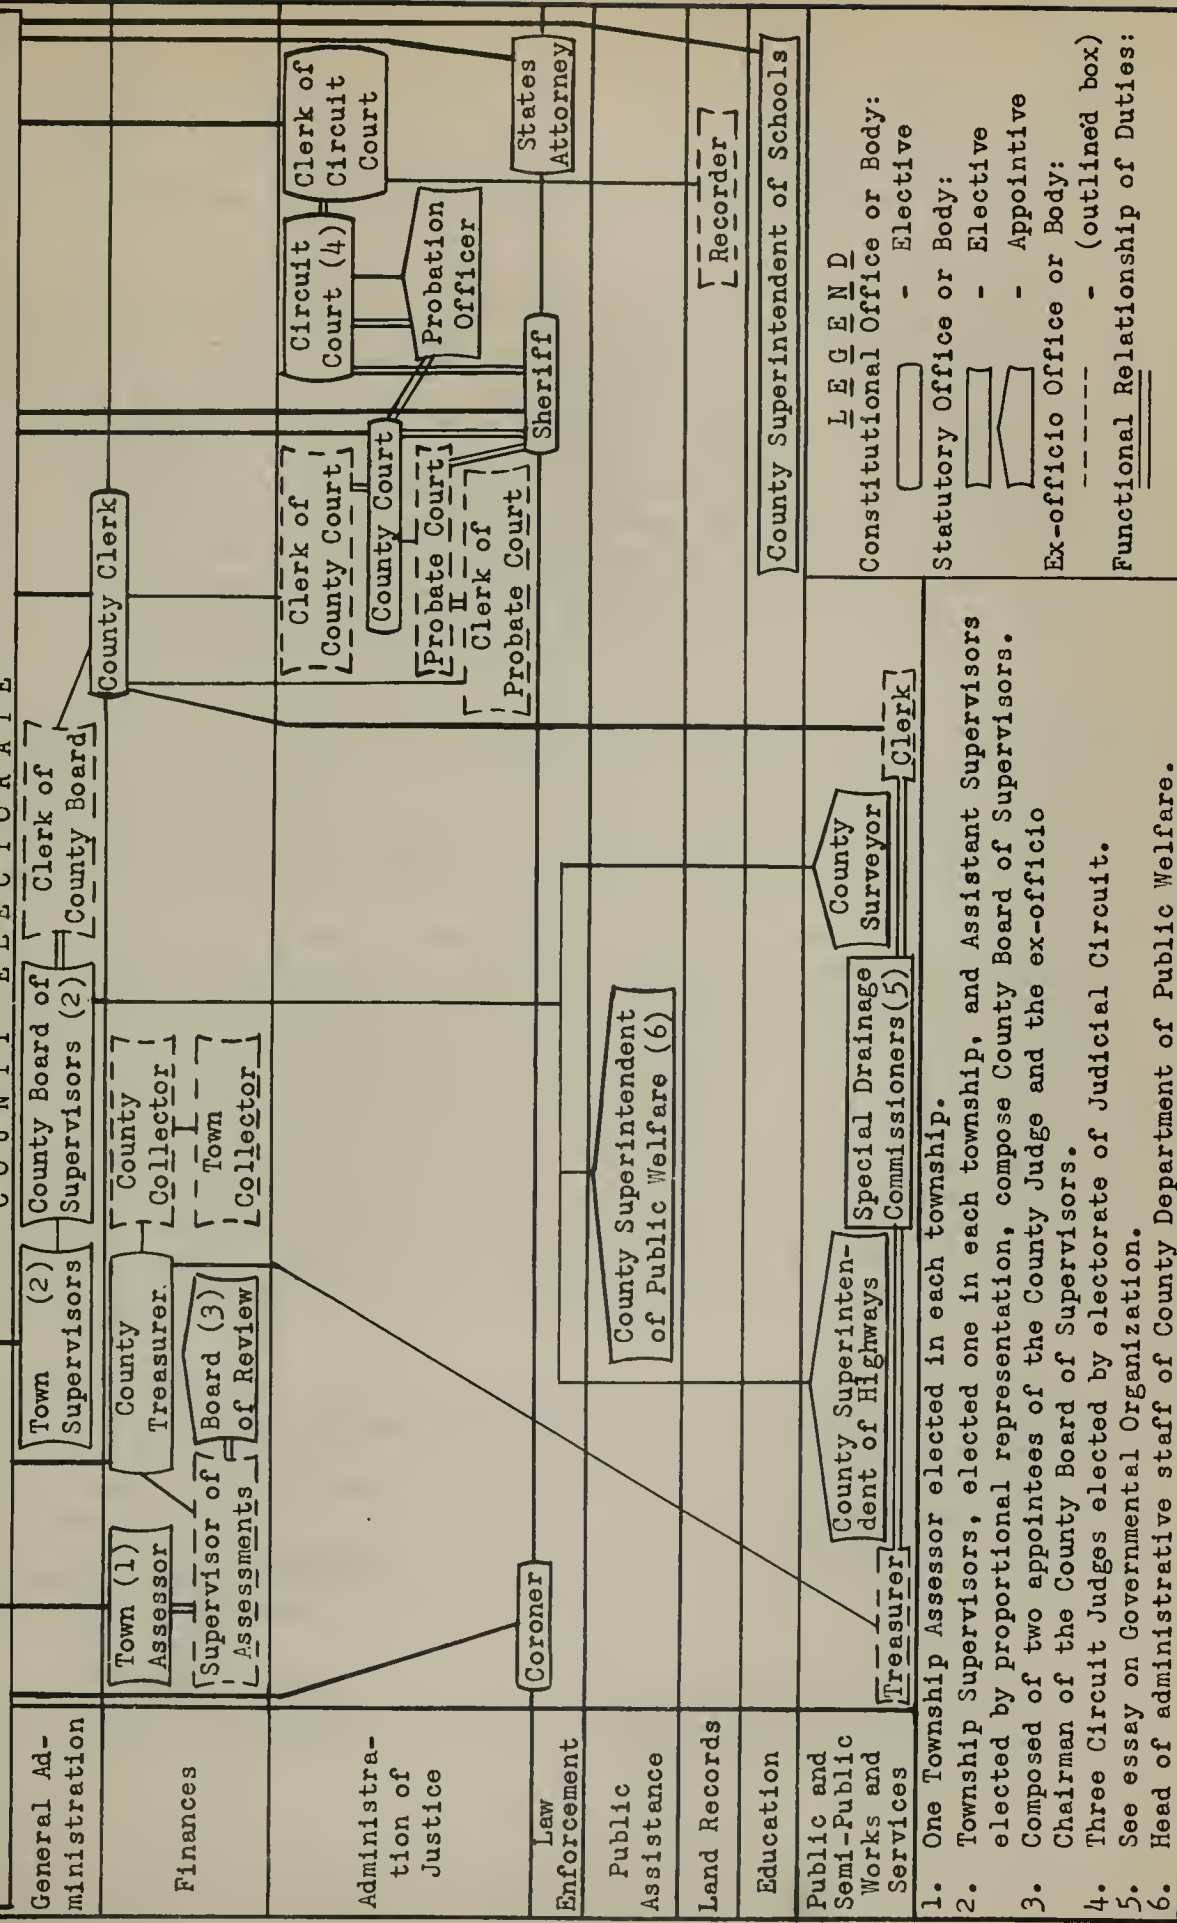 COUNTY ELECTORATE
General Ad-
ministration
Town (2)
Supervisors
County Board of
Supervisors (2)
Clerk of
County Board
County Clerk
Finances
Town (1)
Assessor
Supervisor of
Assessments
County
Treasurer.
Board (3)
of Review
County
Collector
Town
Collector
Administra-
tion of
Justice
Clerk of
County Court
County Court
Probate Court
Clerk of
Probate Court
Circuit
Court (4)
Clerk of
Circuit
Court
Probation
Officer
Law
Enforcement
Coroner
Sheriff
States
Attorney
Public
Assistance
County Superintendent
of Public Welfare (6)
Land Records
Recorder
Education
County Superintendent of Schools
Public and
Semi-Public
Works and
Services
Treasurer
County Superinten-
dent of Highways
Special Drainage
Commissioners(5)
County
Surveyor
Clerk
1. One Township Assessor elected in each township.
2. Township Supervisors, elected one in each township, and Assistant Supervisors
elected by proportional representation, compose County Board of Supervisors.
3. Composed of two appointees of the County Judge and the ex-officio
Chairman of the County Board of Supervisors.
4. Three Circuit Judges elected by electorate of Judicial Circuit.
5. See essay on Governmental Organization.
6. Head of administrative staff of County Department of Public Welfare.
LEGEND
Constitutional Office or Body:
- Elective
Statutory Office or Body:
- Elective
- Appointive
Ex-officio Office or Body:
- (outlined box)
Functional Relationship of Duties: